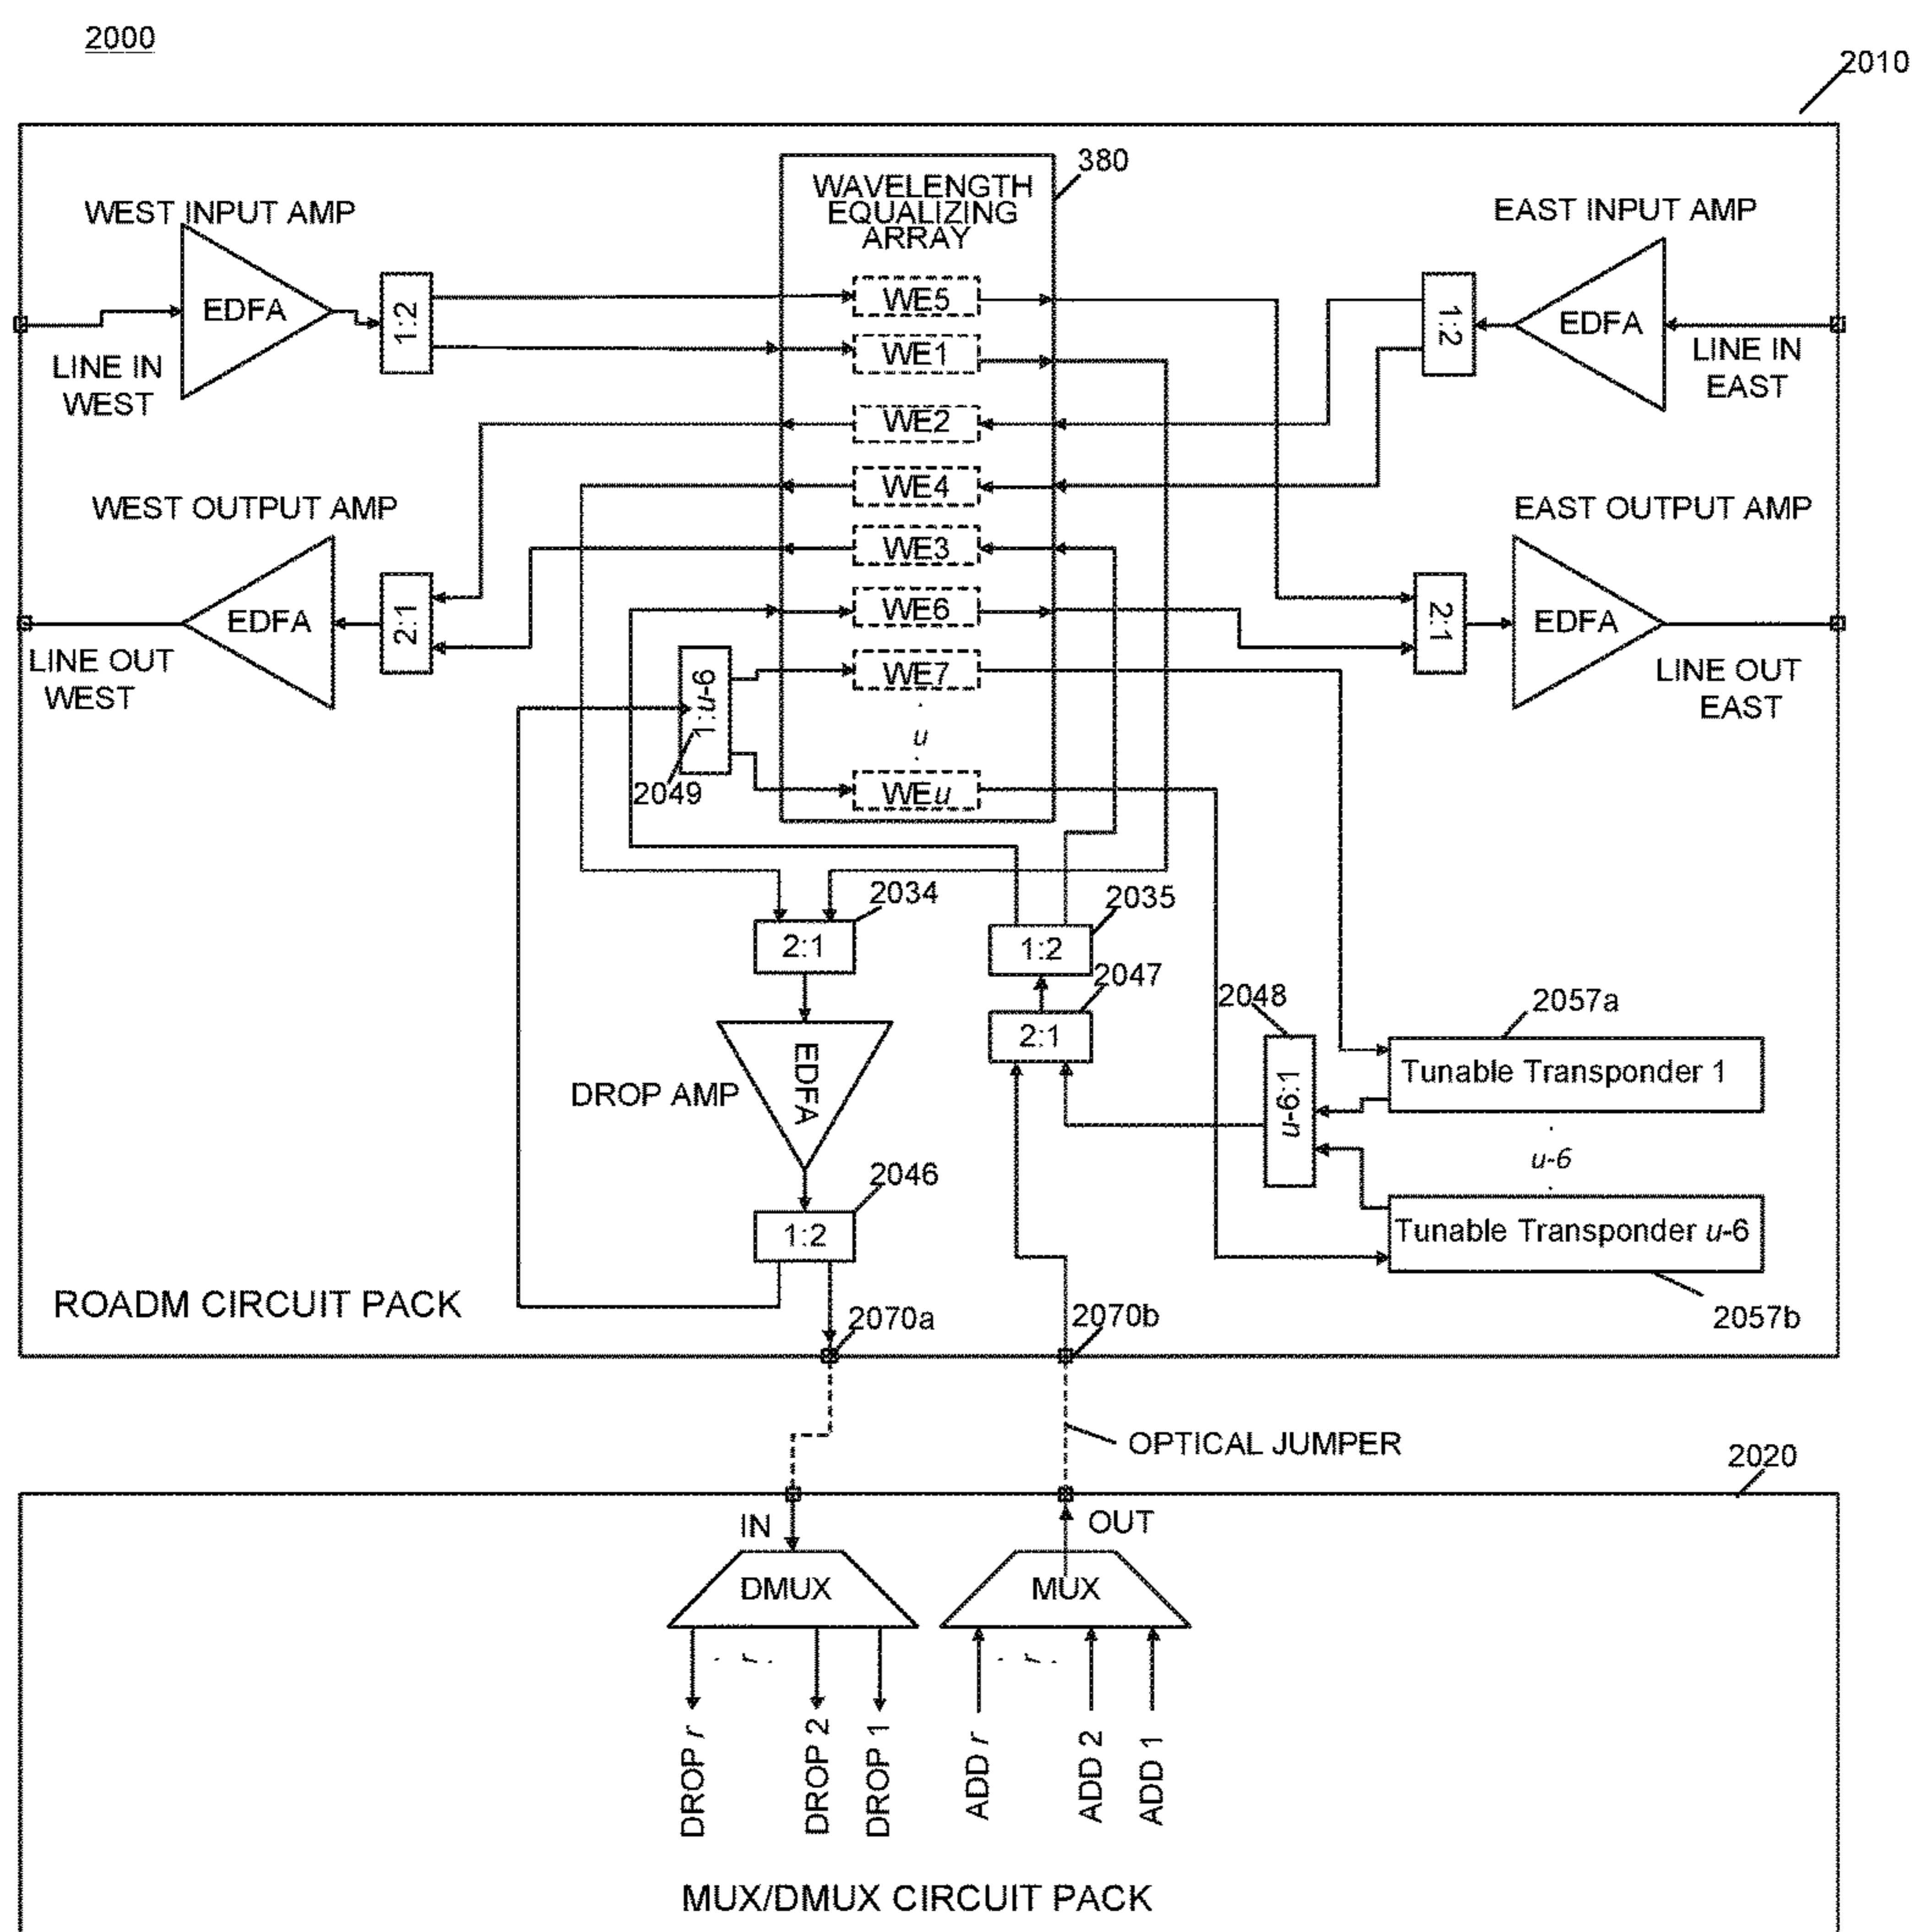 2000
2010
380
WAVELENGTH
EQUALIZING
ARRAY
WEST INPUT AMP
EAST INPUT AMP
EDFA
1:2
WE5
1:2
EDFA
LINE IN
WEST
WE1
LINE IN
EAST
WE2
WEST OUTPUT AMP
WE4
EAST OUTPUT AMP
WE3
EDFA
2:1
WE6
2:1
EDFA
LINE OUT
WEST
1:u-6
WE7
LINE OUT
EAST
. u .
2049
WEu
2034
2035
2:1
1:2
2047
2:1
2048
2057a
DROP AMP
EDFA
u-6:1
Tunable Transponder 1
. u-6 .
2046
1:2
Tunable Transponder u-6
ROADM CIRCUIT PACK
2070a
2070b
2057b
OPTICAL JUMPER
2020
IN
OUT
DMUX
MUX
. r .
. r .
DROP r
DROP 2
DROP 1
ADD r
ADD 2
ADD 1
MUX/DMUX CIRCUIT PACK